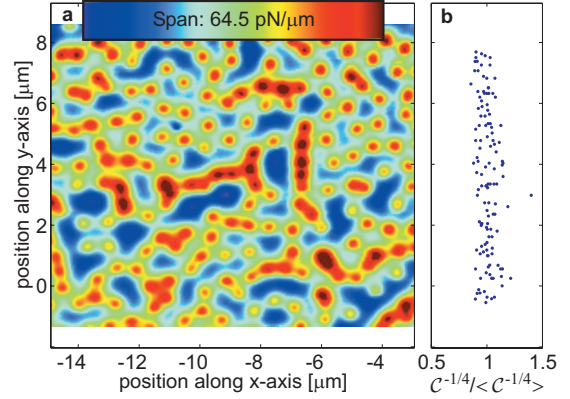 a
Span: 64.5 pN/μm
b
position along y-axis [μm]
8
6
4
2
0
-14
-12
-10
-8
-6
-4
position along x-axis [μm]
0.5
1
1.5
C⁻¹/⁴/<C⁻¹/⁴>